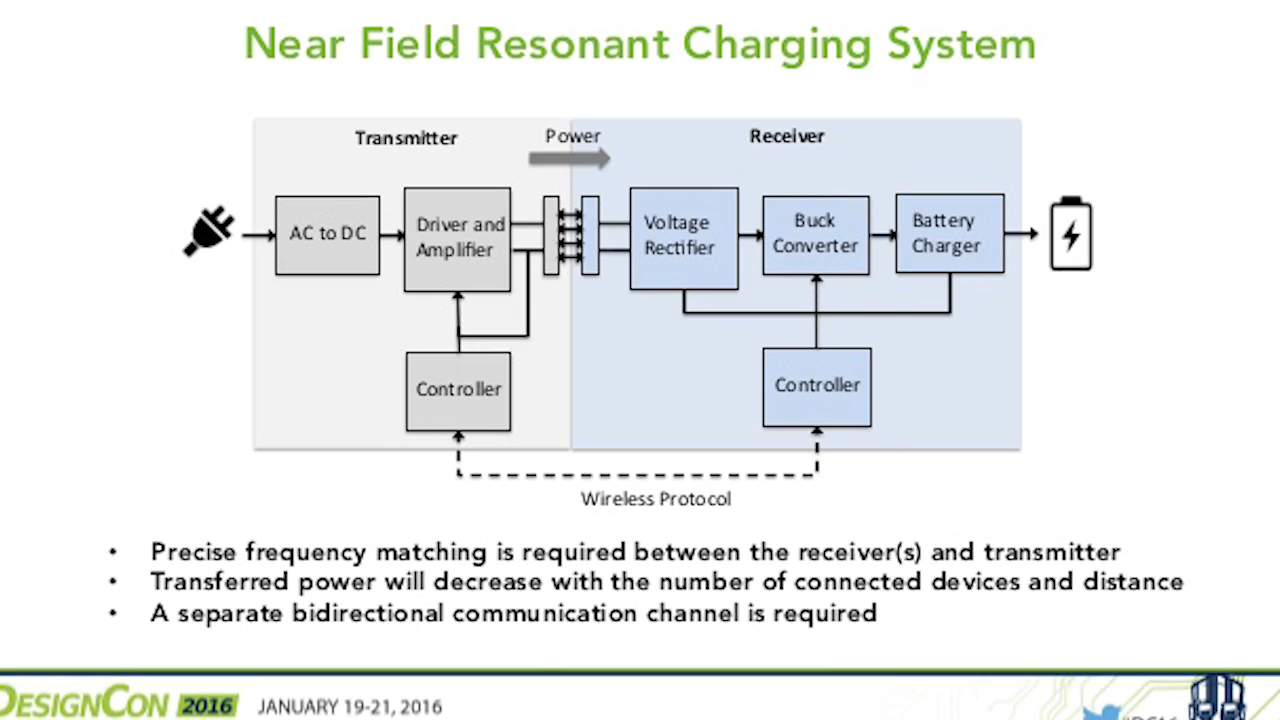 Near Field Resonant Charging System
Transmitter
Power
Receiver
AC to DC
Driver and
Amplifier
Voltage
Rectifier
Buck
Converter
Battery
Charger
Controller
Controller
Wireless Protocol
• Precise frequency matching is required between the receiver(s) and transmitter
• Transferred power will decrease with the number of connected devices and distance
• A separate bidirectional communication channel is required
DESIGNCON 2016 JANUARY 19-21, 2016